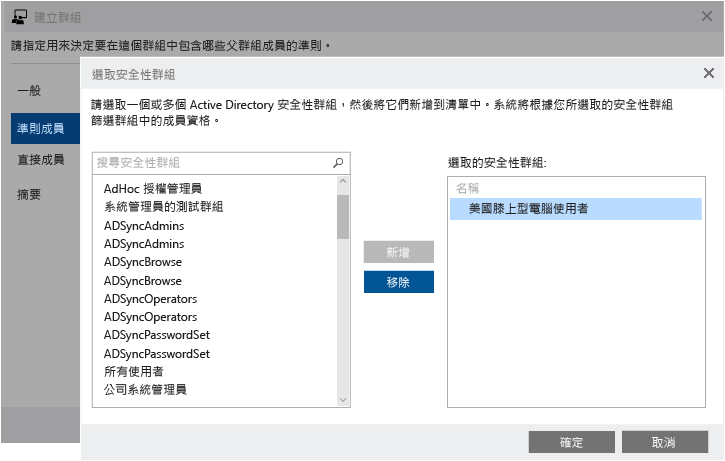 建立群組
請指定用來決定要在這個群組中包含哪些父群組成員的準則。
一般
準則成員
直接成員
摘要
選取安全性群組
請選取一個或多個 Active Directory 安全性群組，然後將它們新增到清單中。系統將根據您所選取的安全性群組
篩選群組中的成員資格。
搜尋安全性群組
AdHoc 授權管理員
系統管理員的測試群組
ADSyncAdmins
ADSyncAdmins
ADSyncBrowse
ADSyncBrowse
ADSyncOperators
ADSyncOperators
ADSyncPasswordSet
ADSyncPasswordSet
所有使用者
公司系統管理員
新增
移除
選取的安全性群組:
名稱
美國膝上型電腦使用者
確定
取消